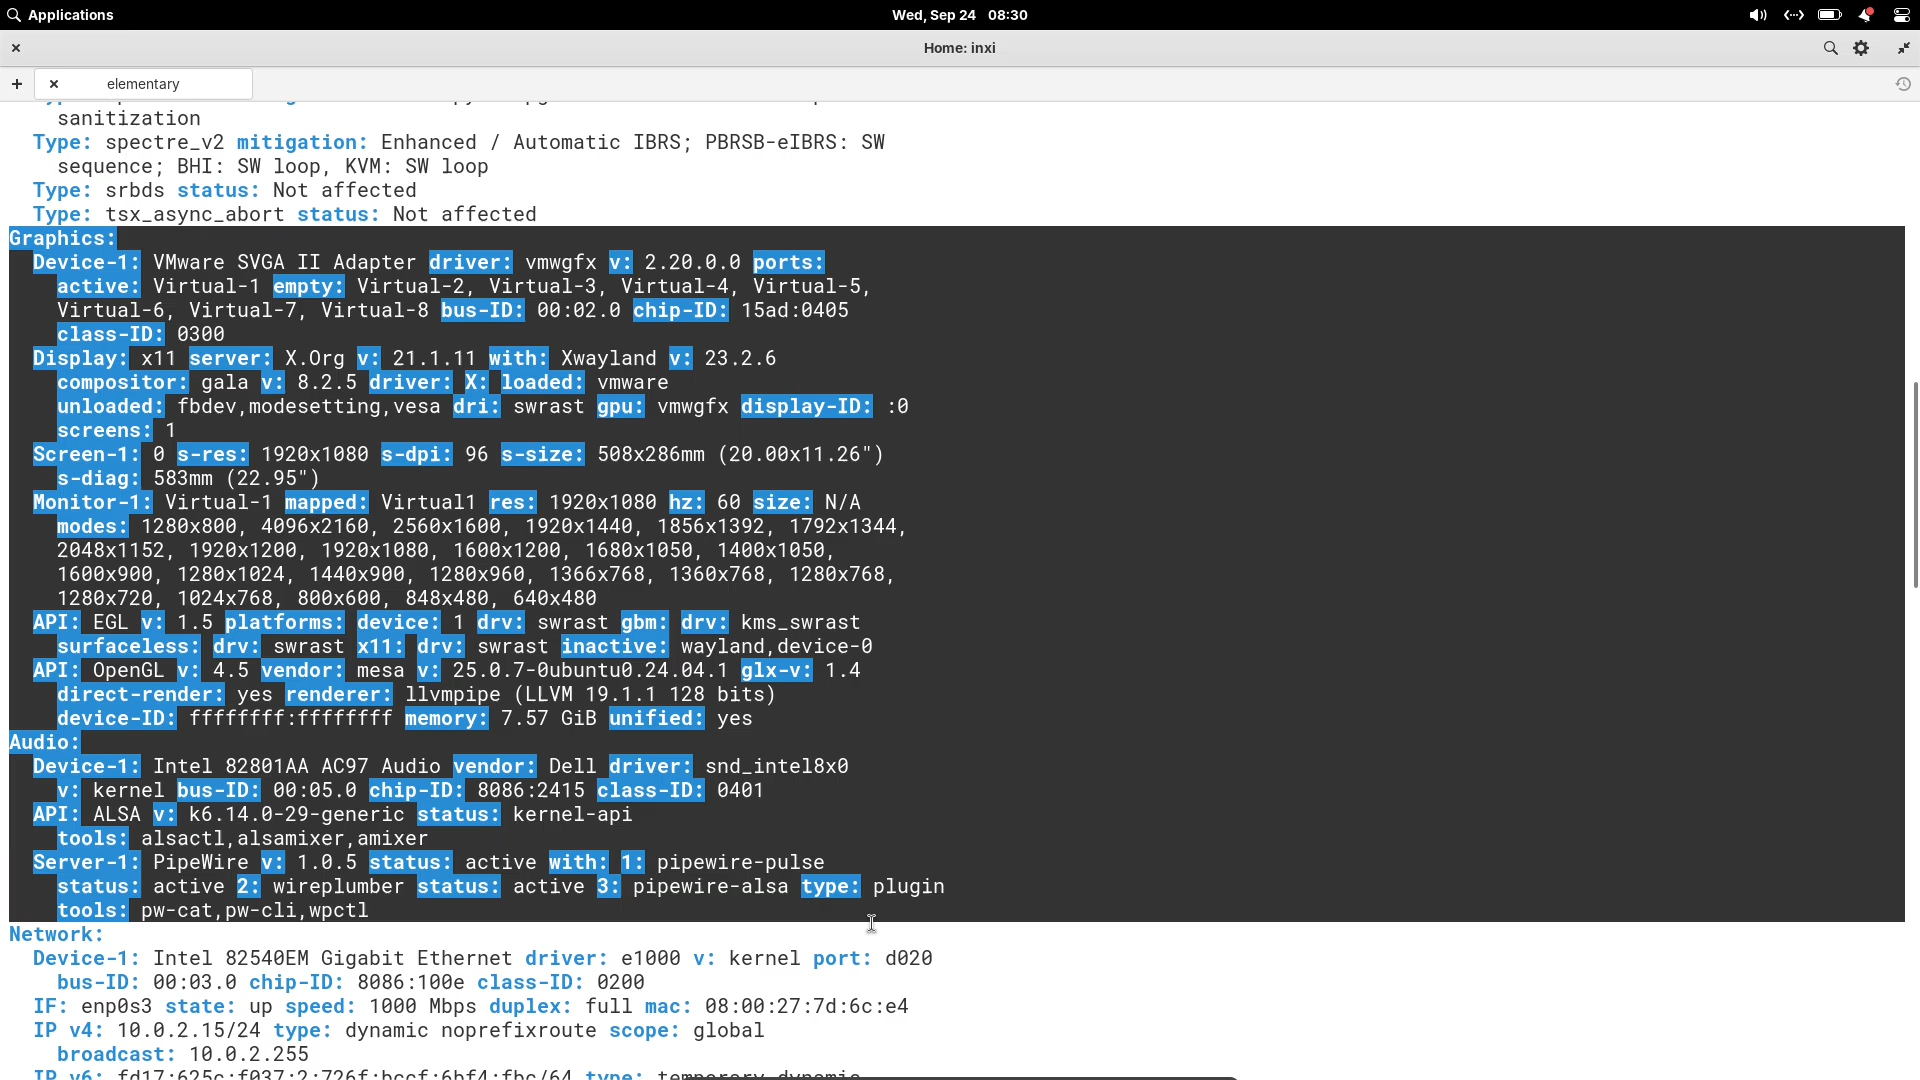 Applications
Wed, Sep 24 08:30
Home: inxi
elementary
sanitization
Type: spectre_v2 mitigation: Enhanced / Automatic IBRS; PBRSB-eIBRS: SW
sequence; BHI: SW loop, KVM: SW loop
Type: srbds status: Not affected
Type: tsx_async_abort status: Not affected
Graphics:
Device-1: VMware SVGA II Adapter driver: vmwgfx v: 2.20.0.0 ports:
active: Virtual-1 empty: Virtual-2, Virtual-3, Virtual-4, Virtual-5,
Virtual-6, Virtual-7, Virtual-8 bus-ID: 00:02.0 chip-ID: 15ad:0405
class-ID: 0300
Display: x11 server: X.Org v: 21.1.11 with: Xwayland v: 23.2.6
compositor: gala v: 8.2.5 driver: X: loaded: vmware
unloaded: fbdev,modesetting,vesa dri: swrast gpu: vmwgfx display-ID: :0
screens: 1
Screen-1: 0 s-res: 1920x1080 s-dpi: 96 s-size: 508x286mm (20.00x11.26")
s-diag: 583mm (22.95")
Monitor-1: Virtual-1 mapped: Virtual1 res: 1920x1080 hz: 60 size: N/A
modes: 1280x800, 4096x2160, 2560x1600, 1920x1440, 1856x1392, 1792x1344,
2048x1152, 1920x1200, 1920x1080, 1600x1200, 1680x1050, 1400x1050,
1600x900, 1280x1024, 1440x900, 1280x960, 1366x768, 1360x768, 1280x768,
1280x720, 1024x768, 800x600, 848x480, 640x480
API: EGL v: 1.5 platforms: device: 1 drv: swrast gbm: drv: kms_swrast
surfaceless: drv: swrast x11: drv: swrast inactive: wayland,device-0
API: OpenGL v: 4.5 vendor: mesa v: 25.0.7-0ubuntu0.24.04.1 glx-v: 1.4
direct-render: yes renderer: llvmpipe (LLVM 19.1.1 128 bits)
device-ID: ffffffff:ffffffff memory: 7.57 GiB unified: yes
Audio:
Device-1: Intel 82801AA AC97 Audio vendor: Dell driver: snd_intel8x0
v: kernel bus-ID: 00:05.0 chip-ID: 8086:2415 class-ID: 0401
API: ALSA v: k6.14.0-29-generic status: kernel-api
tools: alsactl,alsamixer,amixer
Server-1: PipeWire v: 1.0.5 status: active with: 1: pipewire-pulse
status: active 2: wireplumber status: active 3: pipewire-alsa type: plugin
tools: pw-cat,pw-cli,wpctl
Network:
Device-1: Intel 82540EM Gigabit Ethernet driver: e1000 v: kernel port: d020
bus-ID: 00:03.0 chip-ID: 8086:100e class-ID: 0200
IF: enp0s3 state: up speed: 1000 Mbps duplex: full mac: 08:00:27:7d:6c:e4
IP v4: 10.0.2.15/24 type: dynamic noprefixroute scope: global
broadcast: 10.0.2.255
IP v6: fd17:625c:f037:2:726f:bccf:6bf4:fbc/64 type: temporary dynamic